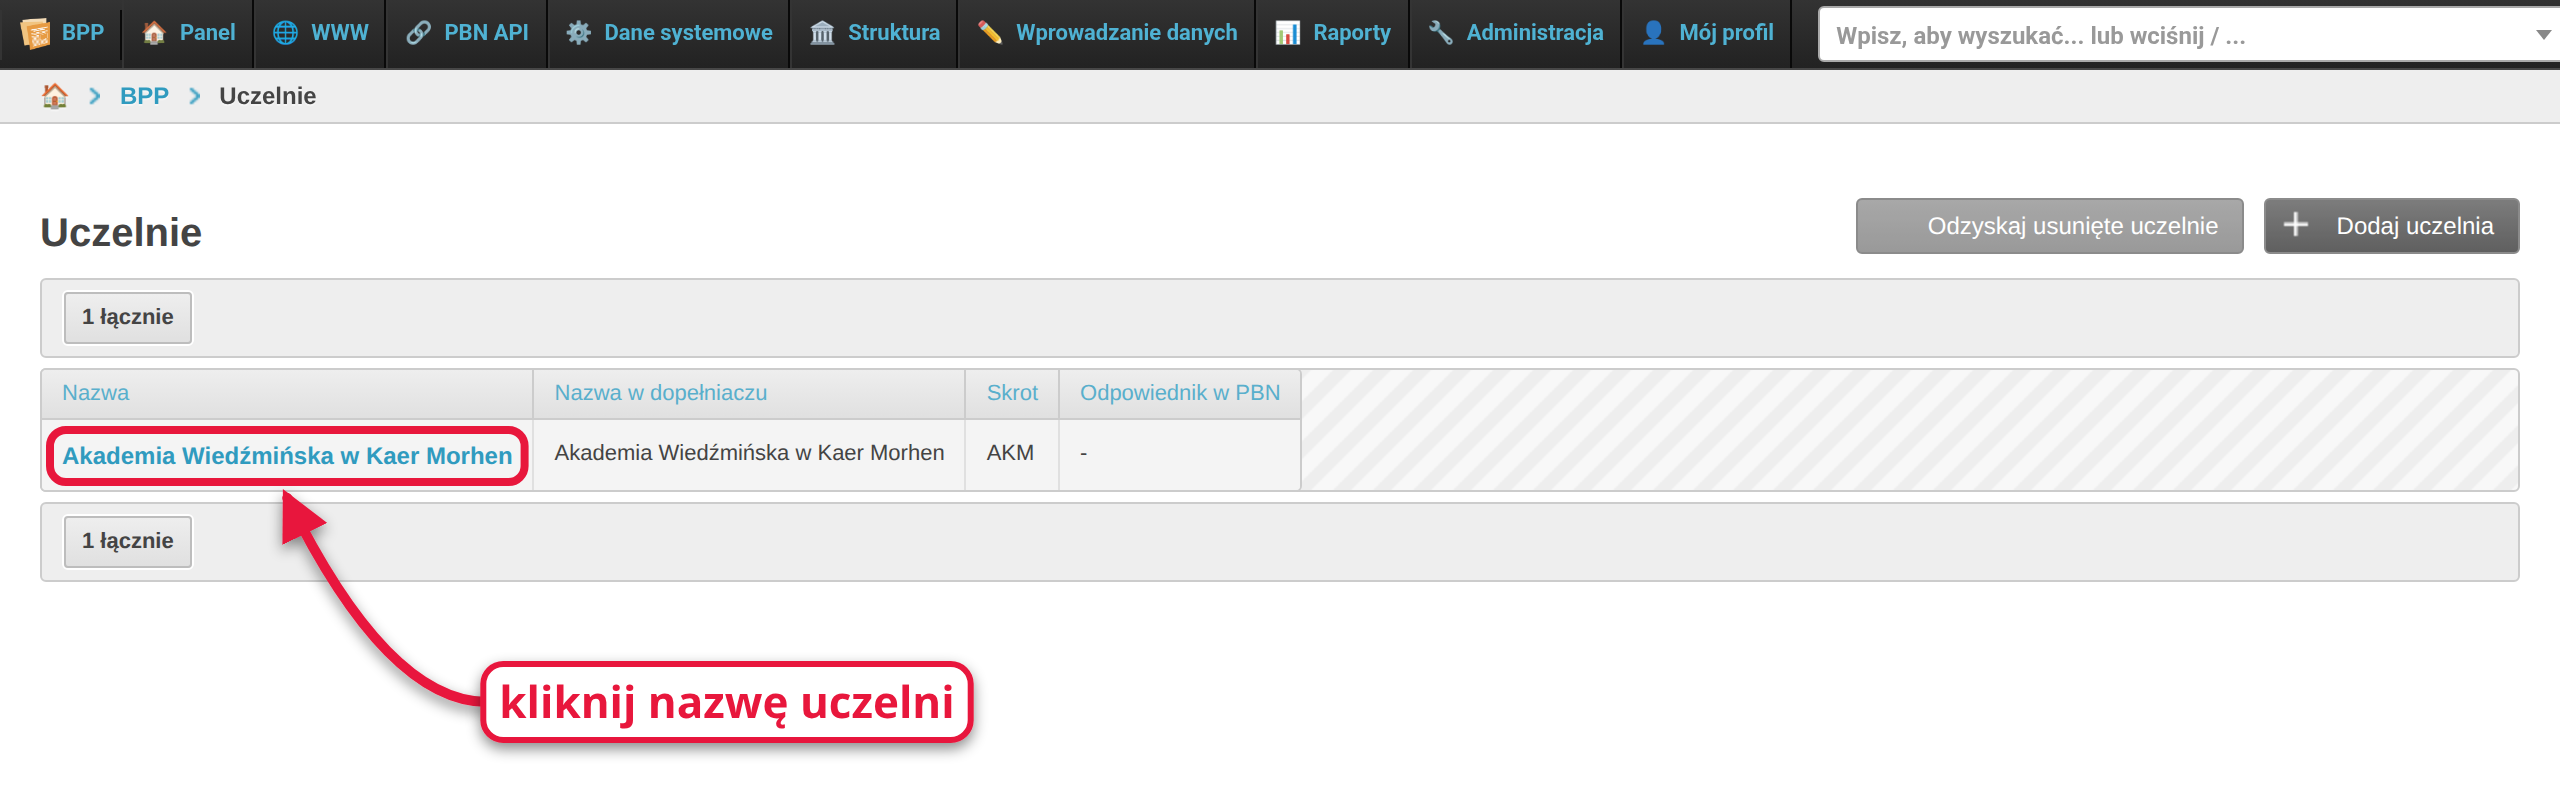 BPP Panel WWW PBN API Dane systemowe Struktura Wprowadzanie danych Raporty Administracja Mój profil Wpisz, aby wyszukać... lub wciśnij / ...
BPP Uczelnie
Uczelnie
Odzyskaj usunięte uczelnie
Dodaj uczelnia
1 łącznie
Nazwa Nazwa w dopełniaczu Skrot Odpowiednik w PBN
Akademia Wiedźmińska w Kaer Morhen Akademia Wiedźmińska w Kaer Morhen AKM -
1 łącznie
kliknij nazwę uczelni